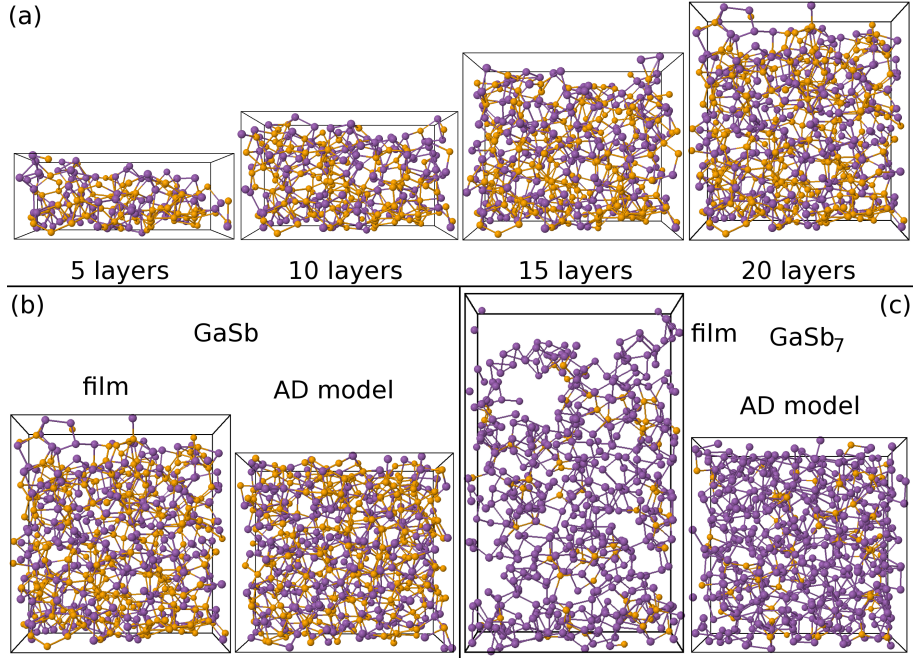 (a)
5 layers
10 layers
15 layers
20 layers
(b)
GaSb
film
AD model
(c)
film
GaSb₇
AD model